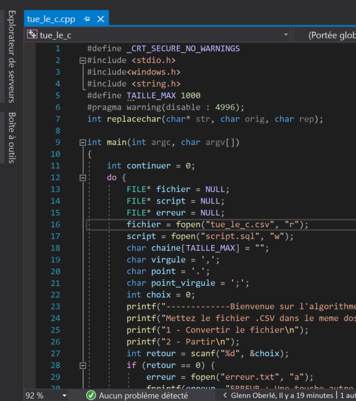 Explorateur de serveurs
Boîte à outils
tue_le_c.cpp
tue_le_c
(Portée glob
1 #define _CRT_SECURE_NO_WARNINGS
2 #include <stdio.h>
3 #include<windows.h>
4 #include <string.h>
5 #define TAILLE_MAX 1000
6 #pragma warning(disable : 4996);
7 int replacechar(char* str, char orig, char rep);
8
9 int main(int argc, char argv[])
10 {
11 int continuer = 0;
12 do {
13 FILE* fichier = NULL;
14 FILE* script = NULL;
15 FILE* erreur = NULL;
16 fichier = fopen("tue_le_c.csv", "r");
17 script = fopen("script.sql", "w");
18 char chaine[TAILLE_MAX] = "";
19 char virgule = ',';
20 char point = '.';
21 char point_virgule = ';';
22 int choix = 0;
23 printf("------------Bienvenue sur l'algorithme
24 printf("Mettez le fichier .CSV dans le meme dos
25 printf("1 - Convertir le fichier\n");
26 printf("2 - Partir\n");
27 int retour = scanf("%d", &choix);
28 if (retour == 0) {
29 erreur = fopen("erreur.txt", "a");
92 %
Aucun problème détecté
Glenn Oberlé, Il y a 19 minutes | 1 au